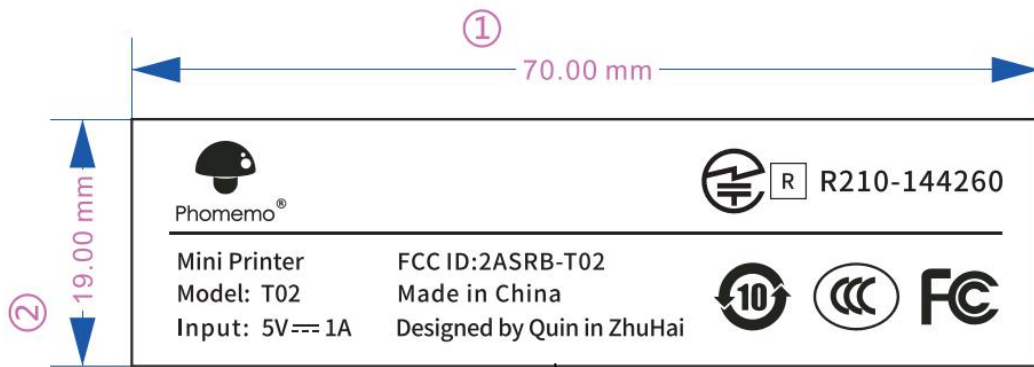 ①
70.00 mm
② 19.00 mm
Phomemo®
R R210-144260
Mini Printer
Model: T02
Input: 5V⎓1A
FCC ID:2ASRB-T02
Made in China
Designed by Quin in ZhuHai
10
CCC
FC